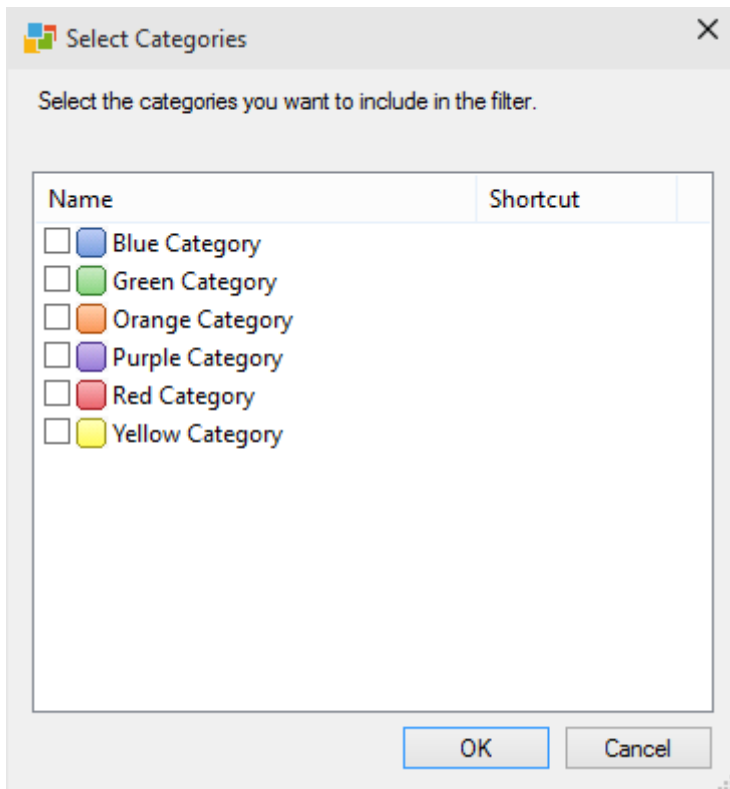 Select Categories
Select the categories you want to include in the filter.
Name Shortcut
Blue Category
Green Category
Orange Category
Purple Category
Red Category
Yellow Category
OK Cancel